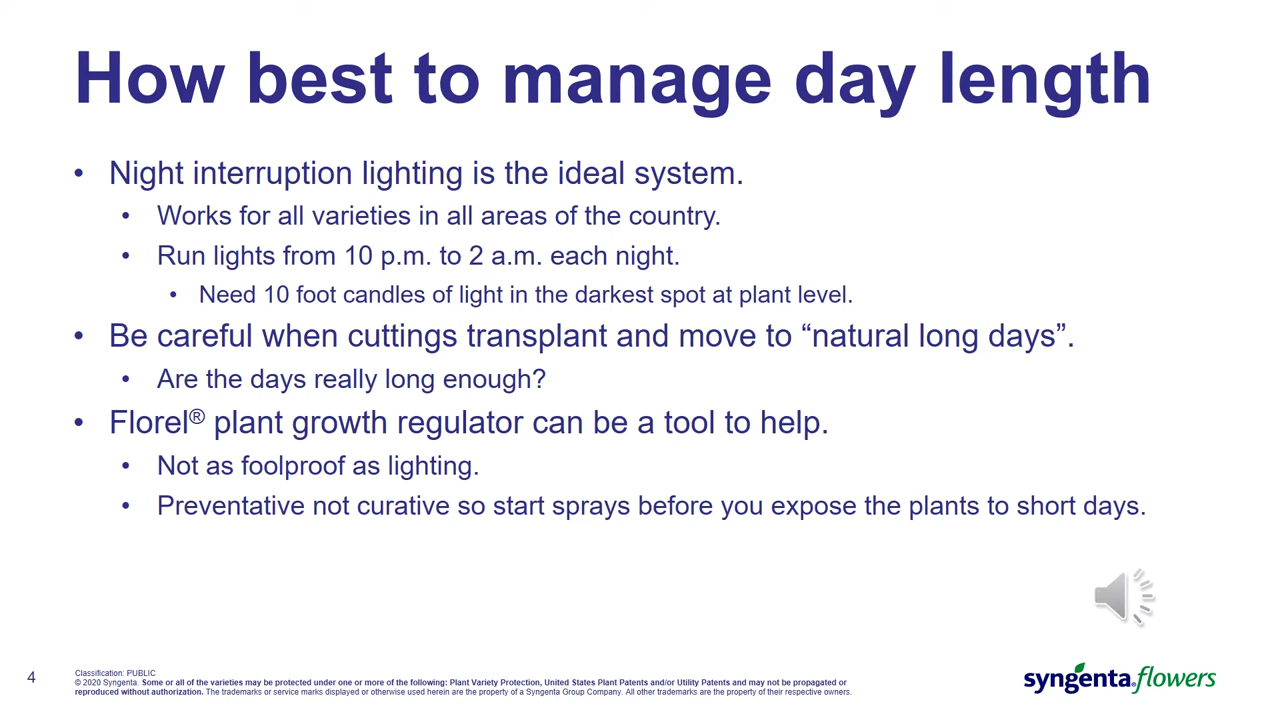 How best to manage day length
• Night interruption lighting is the ideal system.
• Works for all varieties in all areas of the country.
• Run lights from 10 p.m. to 2 a.m. each night.
• Need 10 foot candles of light in the darkest spot at plant level.
• Be careful when cuttings transplant and move to “natural long days”.
• Are the days really long enough?
• Florel® plant growth regulator can be a tool to help.
• Not as foolproof as lighting.
• Preventative not curative so start sprays before you expose the plants to short days.
4
Classification: PUBLIC
© 2020 Syngenta. Some or all of the varieties may be protected under one or more of the following: Plant Variety Protection, United States Plant Patents and/or Utility Patents and may not be propagated or
reproduced without authorization. The trademarks or service marks displayed or otherwise used herein are the property of a Syngenta Group Company. All other trademarks are the property of their respective owners.
syngenta® flowers